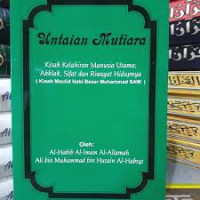 Untaian Mutiara
Kisah Kelahiran Manusia Utama;
Akhlak, Sifat dan Riwayat Hidupnya
( Kisah Maulid Nabi Besar Muhammad SAW. )
Oleh:
Al-Habib Al-Imam Al-Allamah
Ali bin Muhammad bin Husain Al-Habsyi